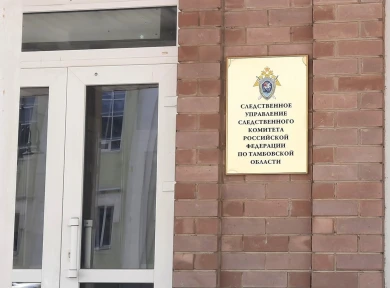 СЛЕДСТВЕННОЕ
УПРАВЛЕНИЕ
СЛЕДСТВЕННОГО
КОМИТЕТА
РОССИЙСКОЙ
ФЕДЕРАЦИИ
ПО ТАМБОВСКОЙ
ОБЛАСТИ